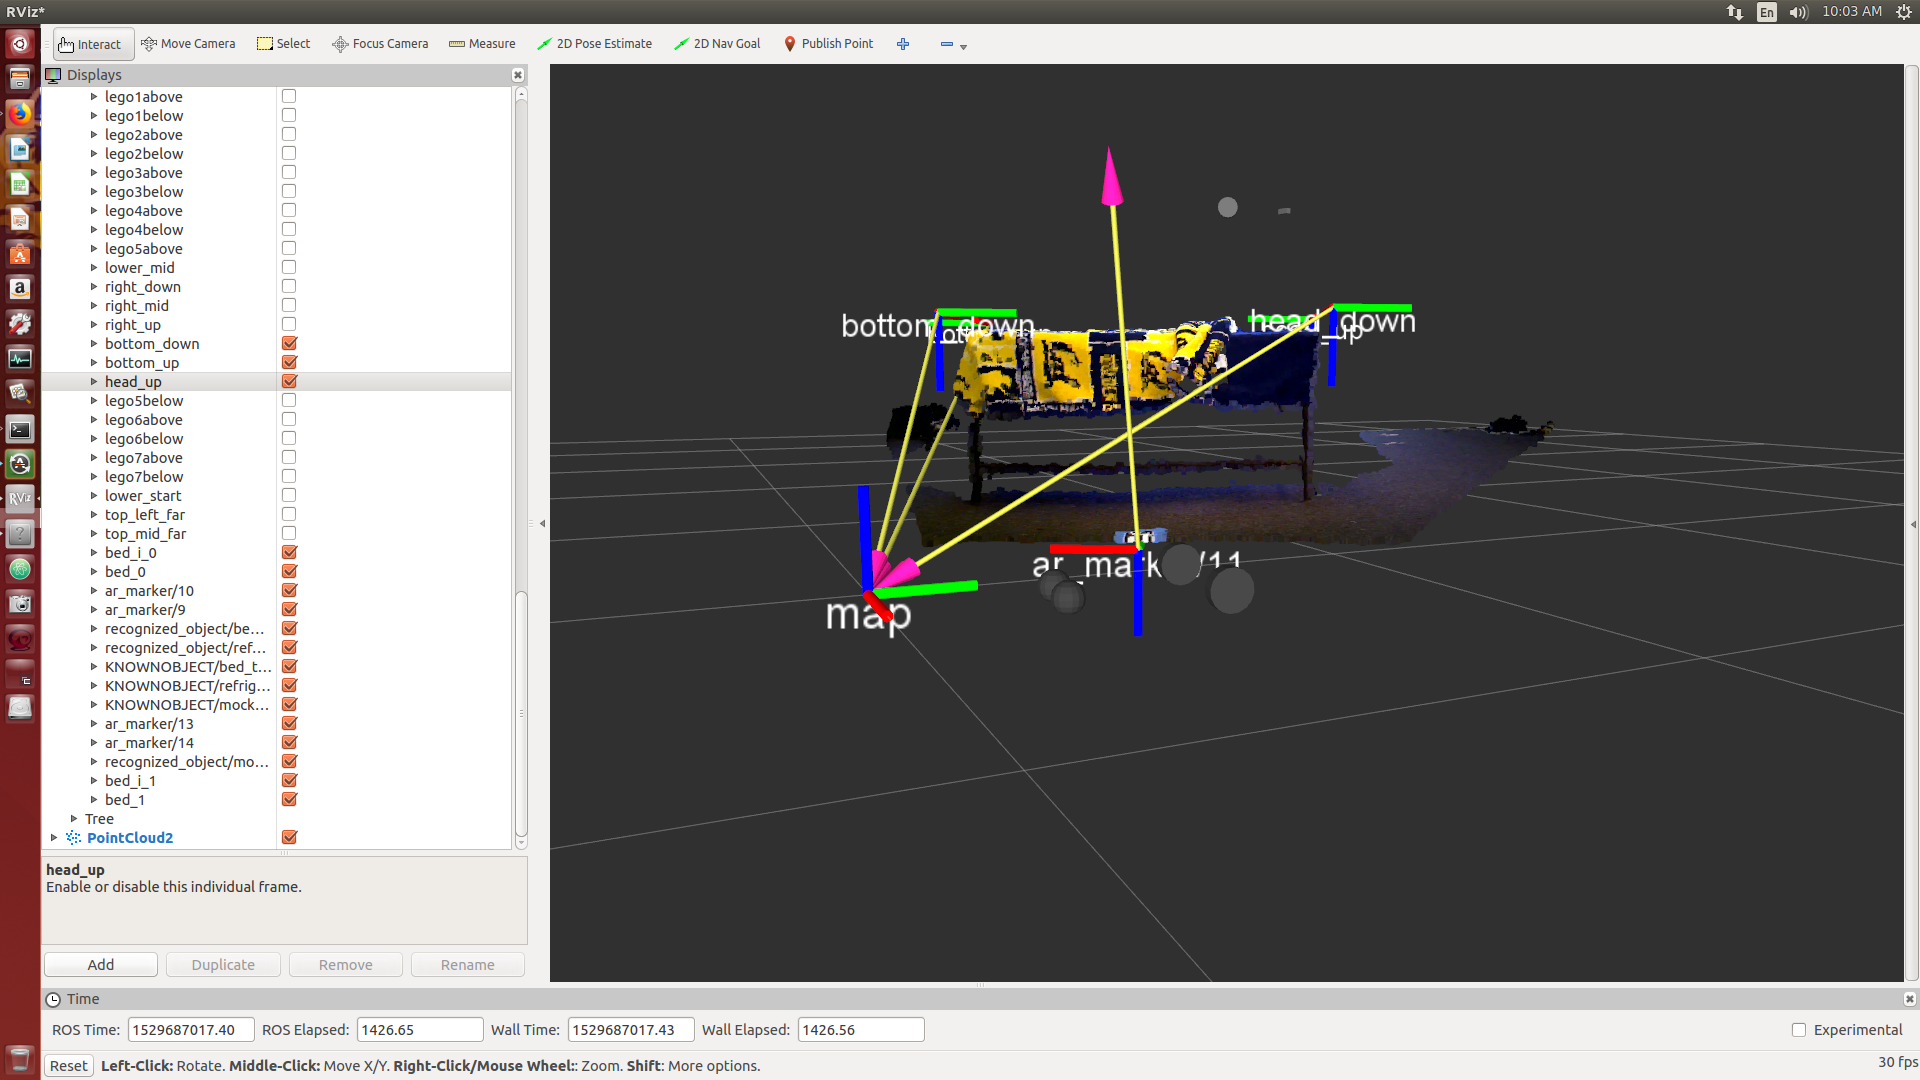 RViz*
En
10:03 AM
Interact
Move Camera
Select
Focus Camera
Measure
2D Pose Estimate
2D Nav Goal
Publish Point
Displays
lego1above
lego1below
lego2above
lego2below
lego3above
lego3below
lego4above
lego4below
lego5above
lower_mid
right_down
right_mid
right_up
bottom_down
bottom_up
head_up
lego5below
lego6above
lego6below
lego7above
lego7below
lower_start
top_left_far
top_mid_far
bed_i_0
bed_0
ar_marker/10
ar_marker/9
recognized_object/be...
recognized_object/ref...
KNOWNOBJECT/bed_t...
KNOWNOBJECT/refrig...
KNOWNOBJECT/mock...
ar_marker/13
ar_marker/14
recognized_object/mo...
bed_i_1
bed_1
Tree
PointCloud2
head_up
Enable or disable this individual frame.
Add
Duplicate
Remove
Rename
bottom_down
head_down
_up
ar_mark /11
map
Time
ROS Time:
1529687017.40
ROS Elapsed:
1426.65
Wall Time:
1529687017.43
Wall Elapsed:
1426.56
Experimental
Reset
Left-Click: Rotate. Middle-Click: Move X/Y. Right-Click/Mouse Wheel:: Zoom. Shift: More options.
30 fps